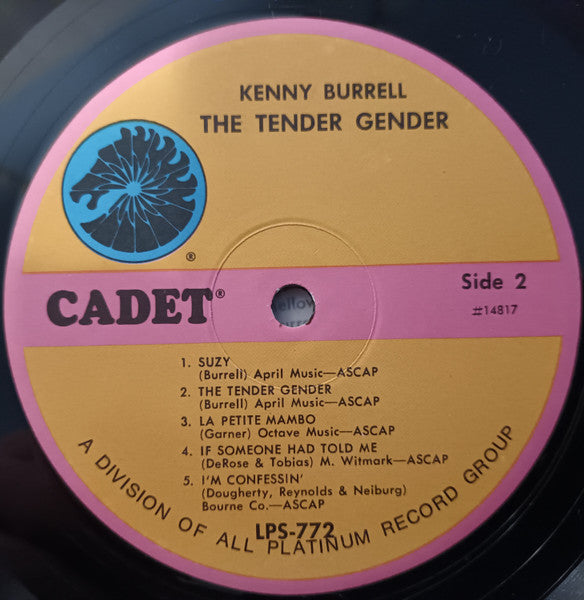 KENNY BURRELL
THE TENDER GENDER
®
CADET®
Side 2
#14817
1. SUZY
(Burrell) April Music—ASCAP
2. THE TENDER GENDER
(Burrell) April Music—ASCAP
3. LA PETITE MAMBO
(Garner) Octave Music—ASCAP
4. IF SOMEONE HAD TOLD ME
(DeRose & Tobias) M. Witmark—ASCAP
5. I'M CONFESSIN'
(Dougherty, Reynolds & Neiburg)
Bourne Co.—ASCAP
LPS-772
A DIVISION OF ALL PLATINUM RECORD GROUP